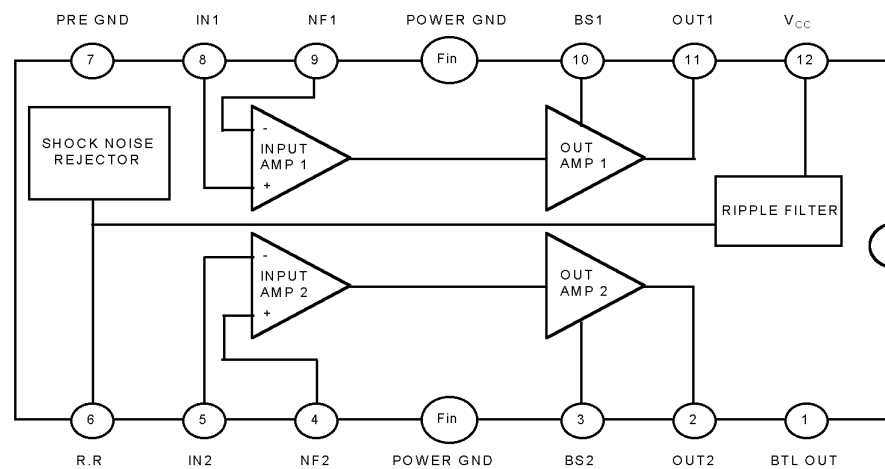 PRE GND IN1 NF1 POWER GND BS1 OUT1 VCC
7 8 9 Fin 10 11 12
SHOCK NOISE
REJECTOR
-
INPUT
AMP 1
+
OUT
AMP 1
RIPPLE FILTER
-
INPUT
AMP 2
+
OUT
AMP 2
6 5 4 Fin 3 2 1
R.R IN2 NF2 POWER GND BS2 OUT2 BTL OUT